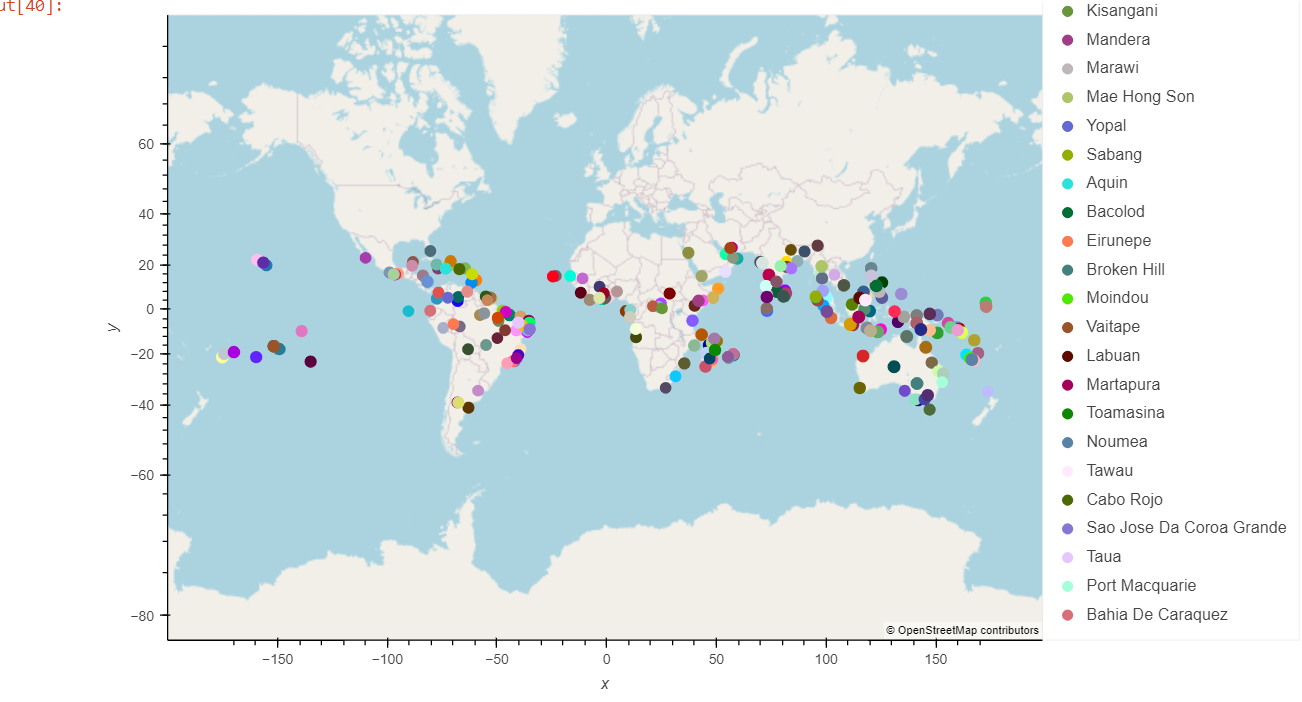 ut[40]:
60
40
20
0
−20
−40
−60
−80
y
−150
−100
−50
0
50
100
150
x
© OpenStreetMap contributors
Kisangani
Mandera
Marawi
Mae Hong Son
Yopal
Sabang
Aquin
Bacolod
Eirunepe
Broken Hill
Moindou
Vaitape
Labuan
Martapura
Toamasina
Noumea
Tawau
Cabo Rojo
Sao Jose Da Coroa Grande
Taua
Port Macquarie
Bahia De Caraquez